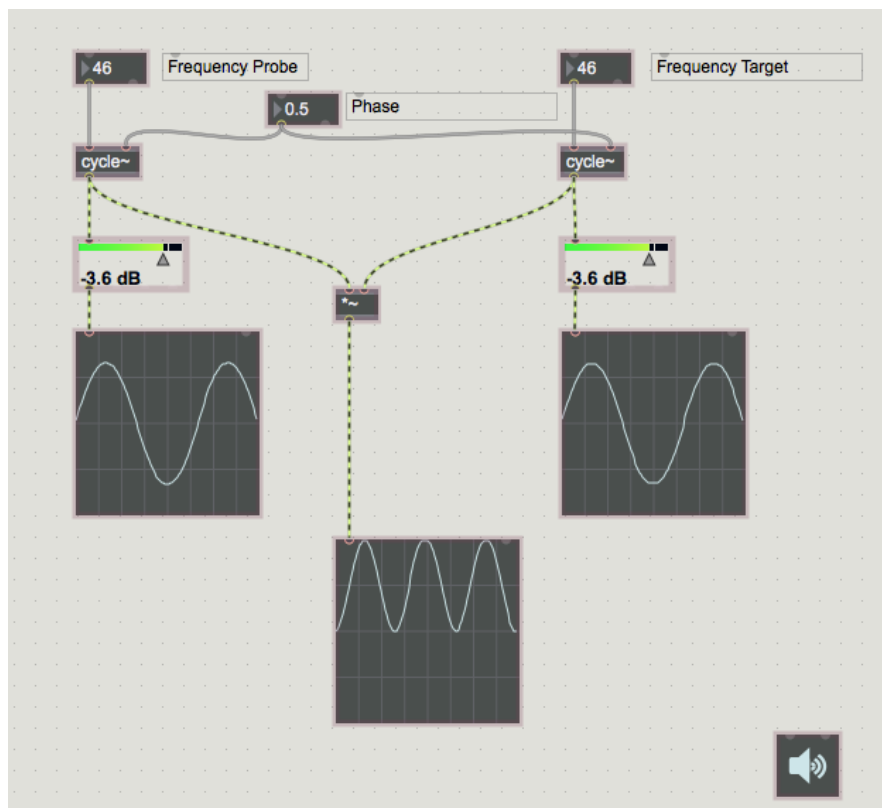 46
Frequency Probe
46
Frequency Target
0.5
Phase
cycle~
cycle~
-3.6 dB
-3.6 dB
*~